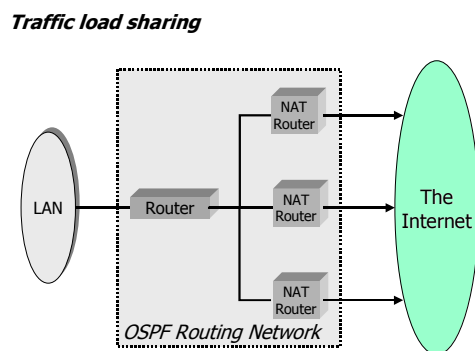 Traffic load sharing
NAT
Router
LAN
Router
NAT
Router
The
Internet
NAT
Router
OSPF Routing Network